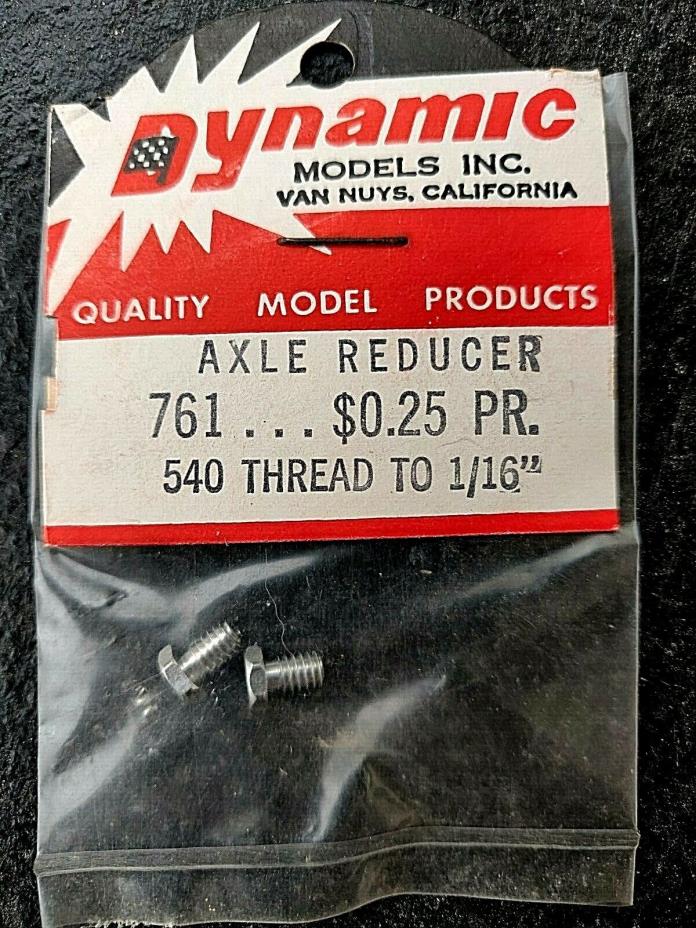 Dynamic
MODELS INC.
VAN NUYS, CALIFORNIA
QUALITY MODEL PRODUCTS
AXLE REDUCER
761 . . . $0.25 PR.
540 THREAD TO 1/16"